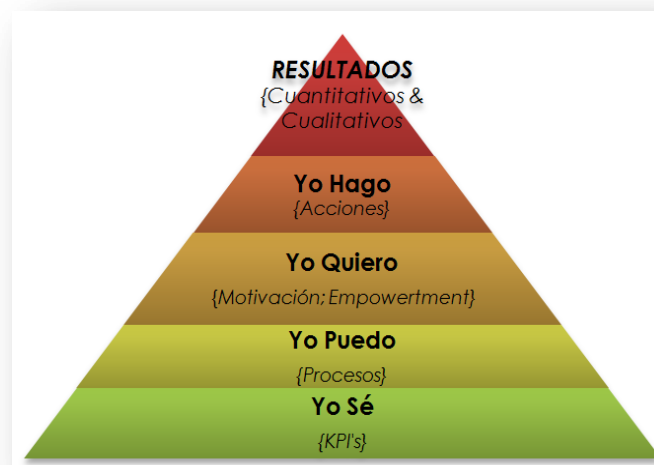 RESULTADOS
{Cuantitativos &
Cualitativos
Yo Hago
{Acciones}
Yo Quiero
{Motivación; Empowertment}
Yo Puedo
{Procesos}
Yo Sé
{KPI's}